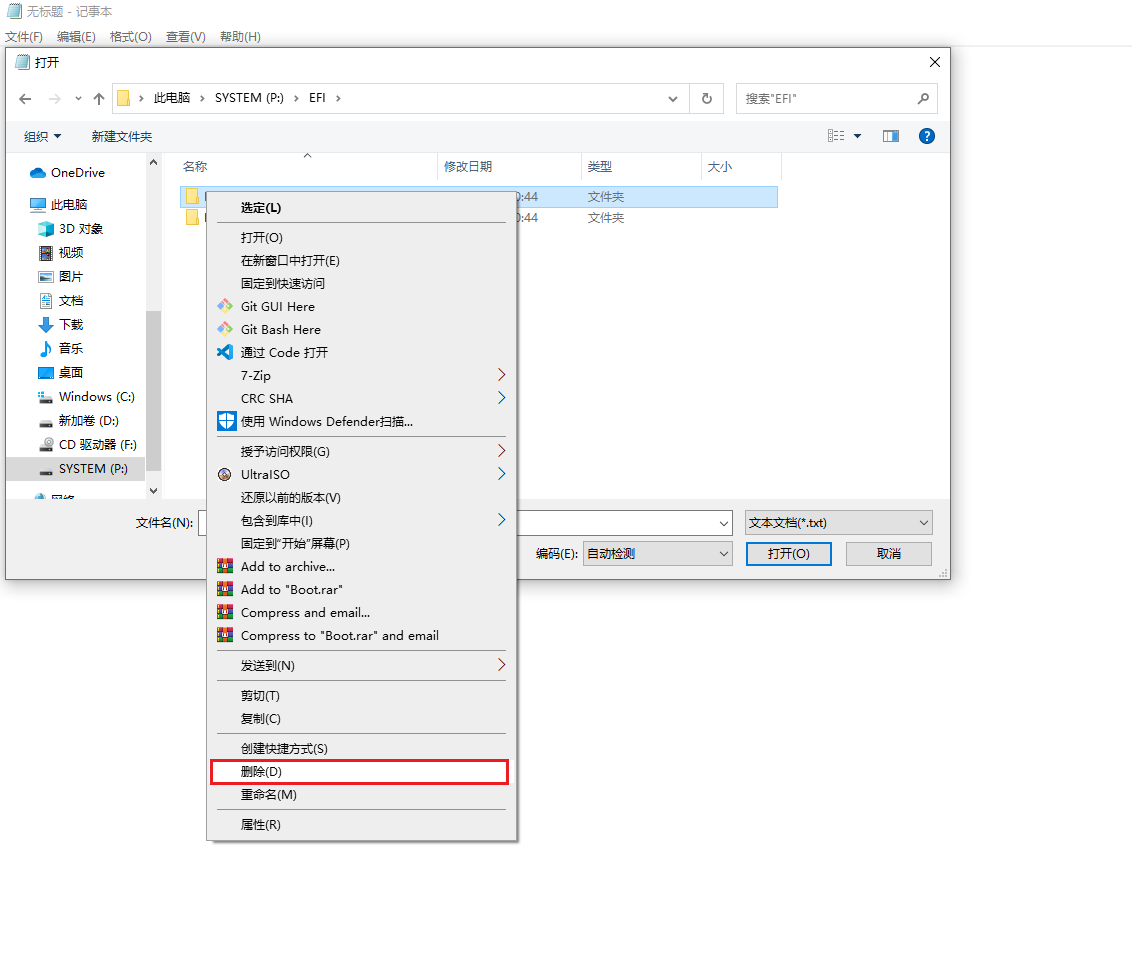 无标题 - 记事本
文件(F) 编辑(E) 格式(O) 查看(V) 帮助(H)
打开
此电脑 › SYSTEM (P:) › EFI ›
搜索"EFI"
组织 新建文件夹
名称 修改日期 类型 大小
OneDrive
此电脑
3D 对象
视频
图片
文档
下载
音乐
桌面
Windows (C:)
新加卷 (D:)
CD 驱动器 (F:)
SYSTEM (P:)
网络
:44 文件夹
:44 文件夹
选定(L)
打开(O)
在新窗口中打开(E)
固定到快速访问
Git GUI Here
Git Bash Here
通过 Code 打开
7-Zip
CRC SHA
使用 Windows Defender扫描...
授予访问权限(G)
UltraISO
还原以前的版本(V)
包含到库中(I)
固定到"开始"屏幕(P)
Add to archive...
Add to "Boot.rar"
Compress and email...
Compress to "Boot.rar" and email
发送到(N)
剪切(T)
复制(C)
创建快捷方式(S)
删除(D)
重命名(M)
属性(R)
文件名(N): 文本文档(*.txt)
编码(E): 自动检测 打开(O) 取消